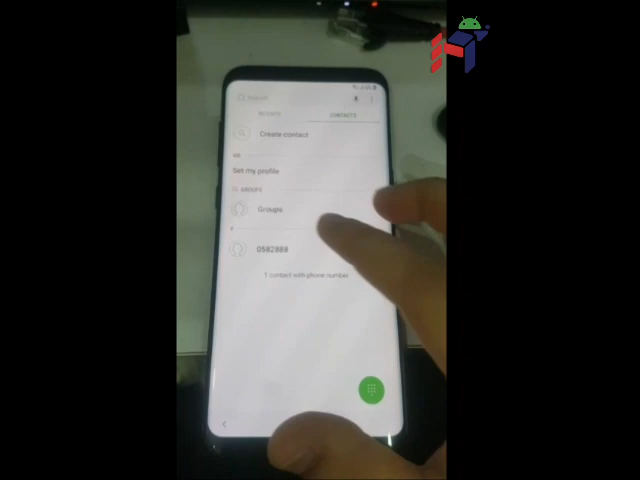 Search
RECENTS CONTACTS
Create contact
ME
Set my profile
GROUPS
Groups
#
0582888
1 contact with phone number